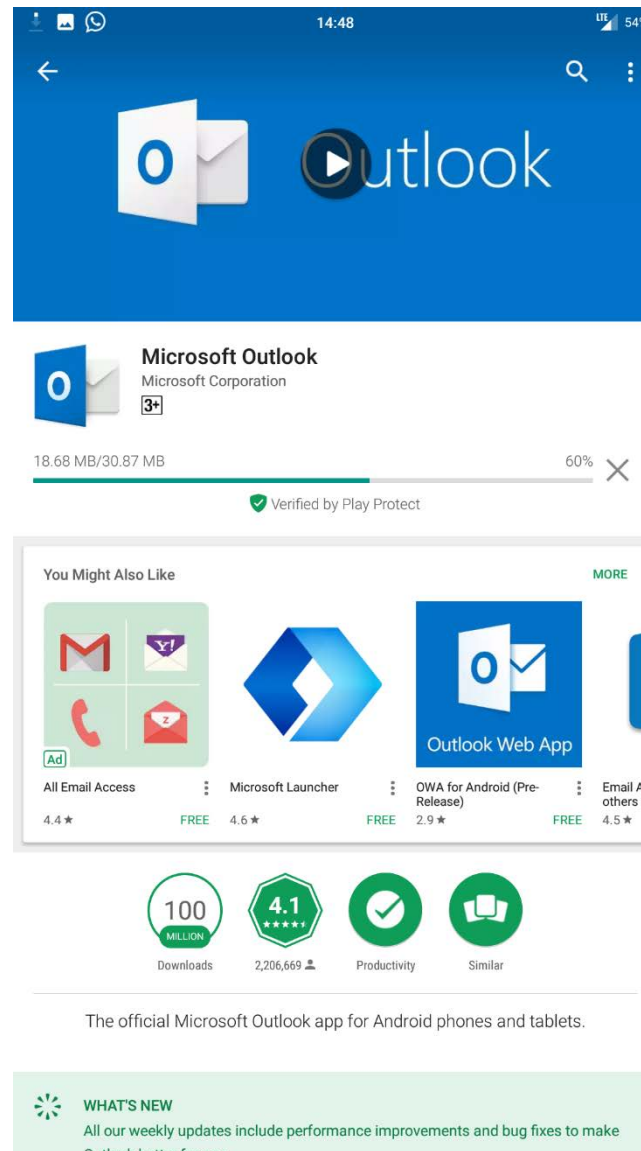 14:48
LTE 54%
Outlook
Microsoft Outlook
Microsoft Corporation
3+
18.68 MB/30.87 MB 60%
Verified by Play Protect
You Might Also Like MORE
Outlook Web App
Ad
All Email Access
4.4 FREE
Microsoft Launcher
4.6 FREE
OWA for Android (Pre-
Release)
2.9 FREE
Email
others
4.5
100
MILLION
Downloads
4.1
2,206,669
Productivity
Similar
The official Microsoft Outlook app for Android phones and tablets.
WHAT'S NEW
All our weekly updates include performance improvements and bug fixes to make